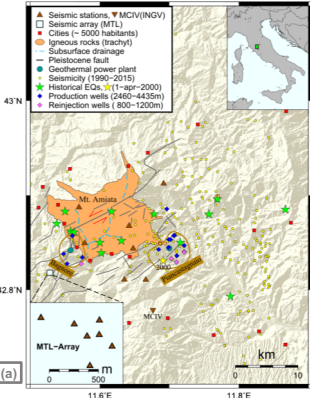 Seismic stations, MCIV(INGV)
Seismic array (MTL)
Cities (~ 5000 habitants)
Igneous rocks (trachyt)
Subsurface drainage
Pleistocene fault
Geothermal power plant
Seismicity (1990−2015)
Historical EQs, (1−apr−2000)
Production wells (2460−4435m)
Reinjection wells ( 800−1200m)
43˚N
Mt. Amiata
Bagnore
2000
Piancastagnaio
42.8˚N
MCIV
MTL-Array
m
0 500
km
0 10
(a)
11.6˚E 11.8˚E